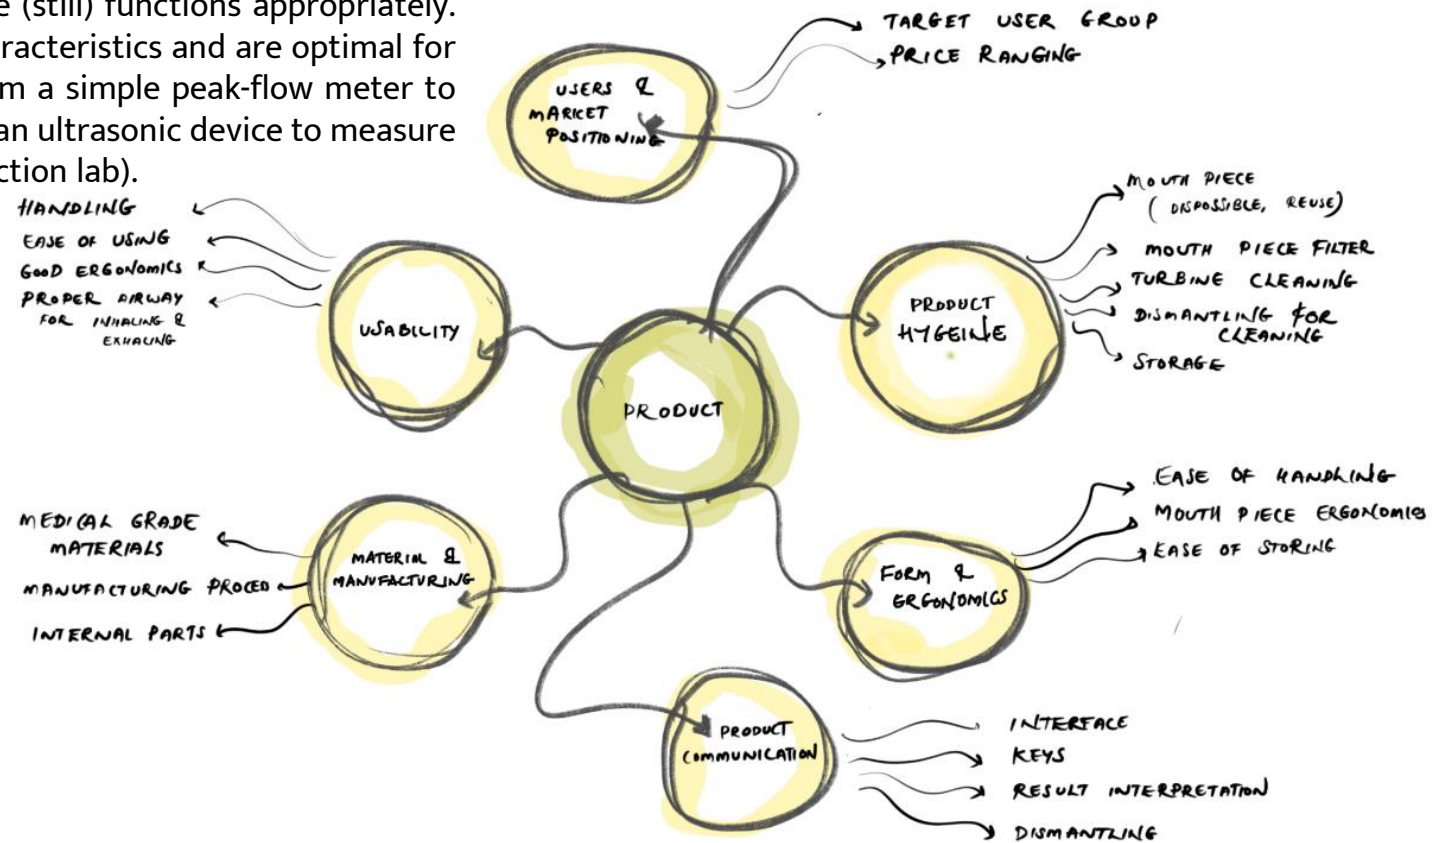 e (still) functions appropriately.
aracteristics and are optimal for
m a simple peak-flow meter to
an ultrasonic device to measure
ction lab).
TARGET USER GROUP
PRICE RANGING
USERS &
MARKET
POSITIONING
MOUTH PIECE
( DISPOSSIBLE, REUSE)
MOUTH PIECE FILTER
TURBINE CLEANING
DISMANTLING FOR
CLEANING
STORAGE
PRODUCT
HYGEINE
HANDLING
EASE OF USING
GOOD ERGONOMICS
PROPER AIRWAY
FOR INHALING &
EXHALING
USABILITY
PRODUCT
MEDICAL GRADE
MATERIALS
MANUFACTURING PROCED
INTERNAL PARTS
MATERIAL &
MANUFACTURING
FORM &
ERGONOMICS
EASE OF HANDLING
MOUTH PIECE ERGONOMICS
EASE OF STORING
PRODUCT
COMMUNICATION
INTERFACE
KEYS
RESULT INTERPRETATION
DISMANTLING